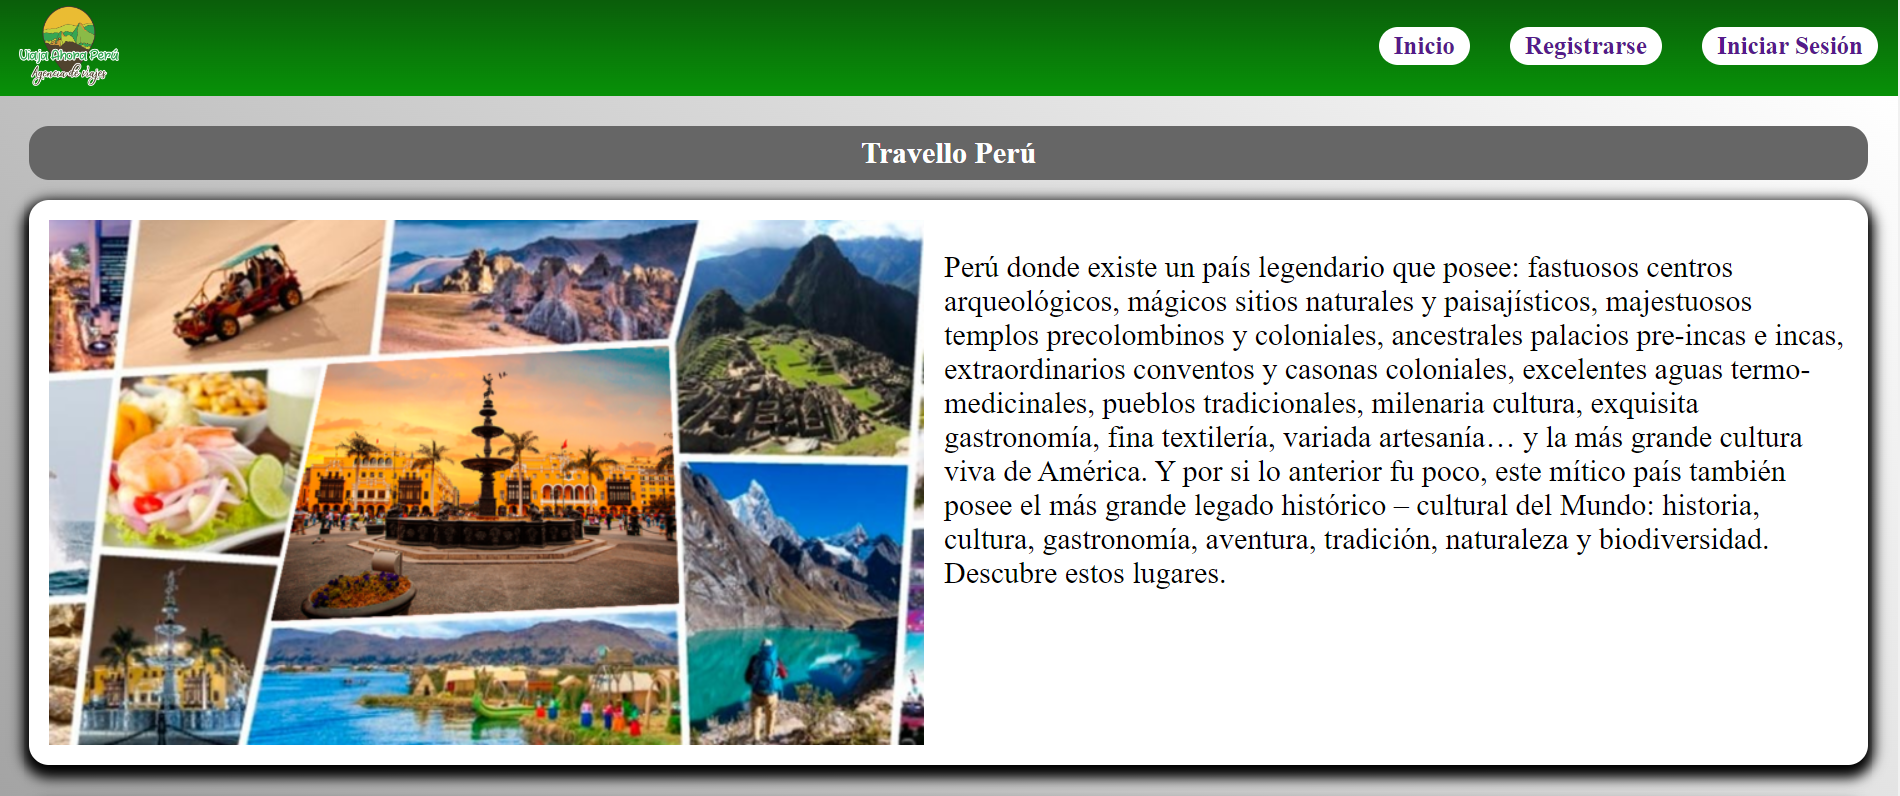 Viaja Ahora Perú
Agencia de viajes
Inicio
Registrarse
Iniciar Sesión
Travello Perú
Perú donde existe un país legendario que posee: fastuosos centros
arqueológicos, mágicos sitios naturales y paisajísticos, majestuosos
templos precolombinos y coloniales, ancestrales palacios pre-incas e incas,
extraordinarios conventos y casonas coloniales, excelentes aguas termo-
medicinales, pueblos tradicionales, milenaria cultura, exquisita
gastronomía, fina textilería, variada artesanía… y la más grande cultura
viva de América. Y por si lo anterior fu poco, este mítico país también
posee el más grande legado histórico – cultural del Mundo: historia,
cultura, gastronomía, aventura, tradición, naturaleza y biodiversidad.
Descubre estos lugares.